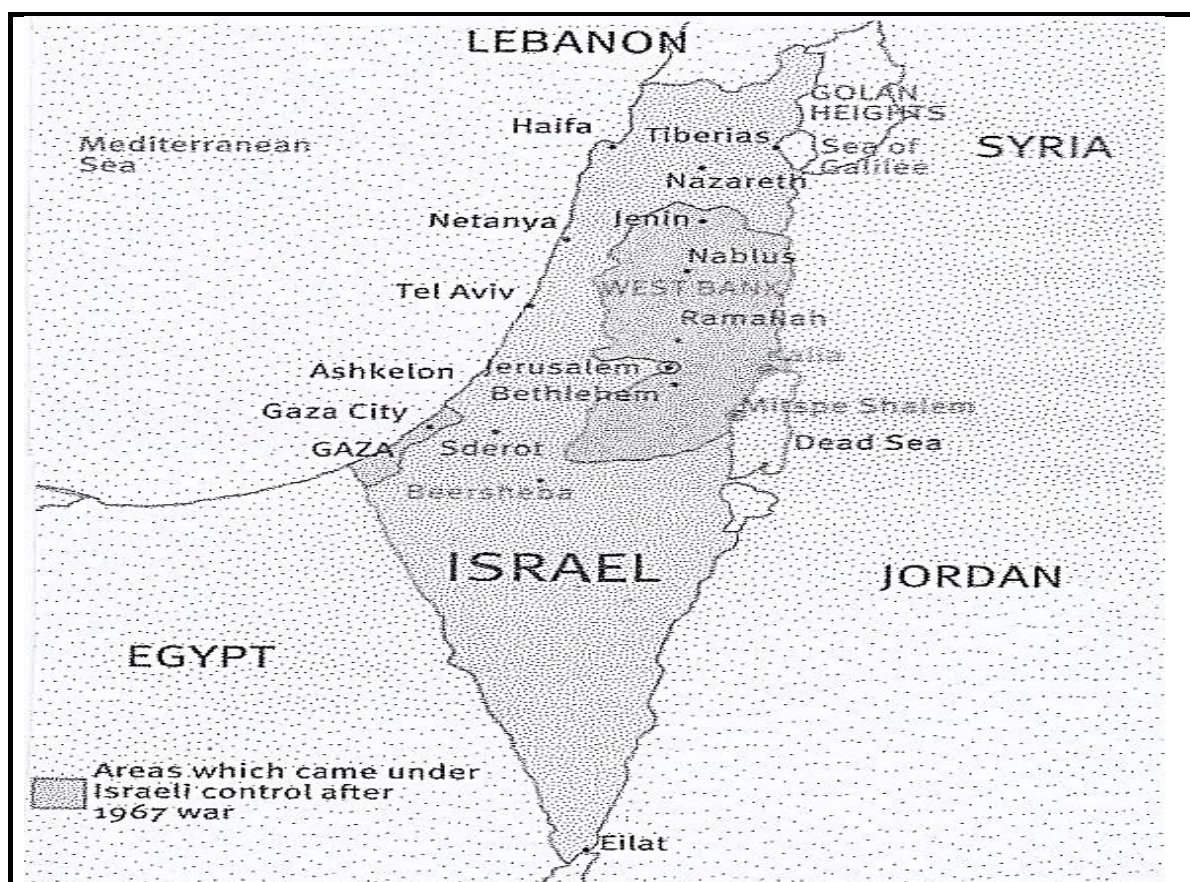 LEBANON
GOLAN
HEIGHTS
Haifa
Tiberias
Mediterranean
Sea
Sea of
Galilee
SYRIA
Nazareth
Netanya
Jenin
Nablus
Tel Aviv
WEST BANK
Ramallah
Kalia
Ashkelon
Jerusalem
Bethlehem
Gaza City
Mitspe Shalem
GAZA
Sderot
Dead Sea
Beersheba
ISRAEL
JORDAN
EGYPT
Areas which came under
Israeli control after
1967 war
Eilat